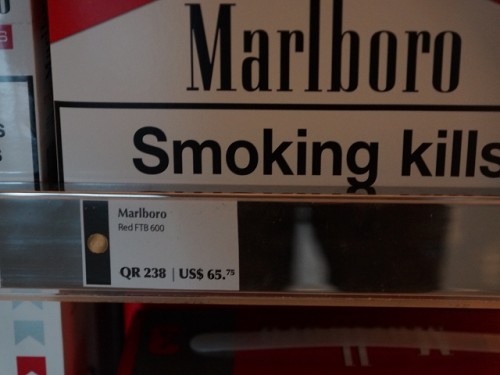 Marlboro
Smoking kills
Marlboro
Red FTB 600
QR 238 | US$ 65.75